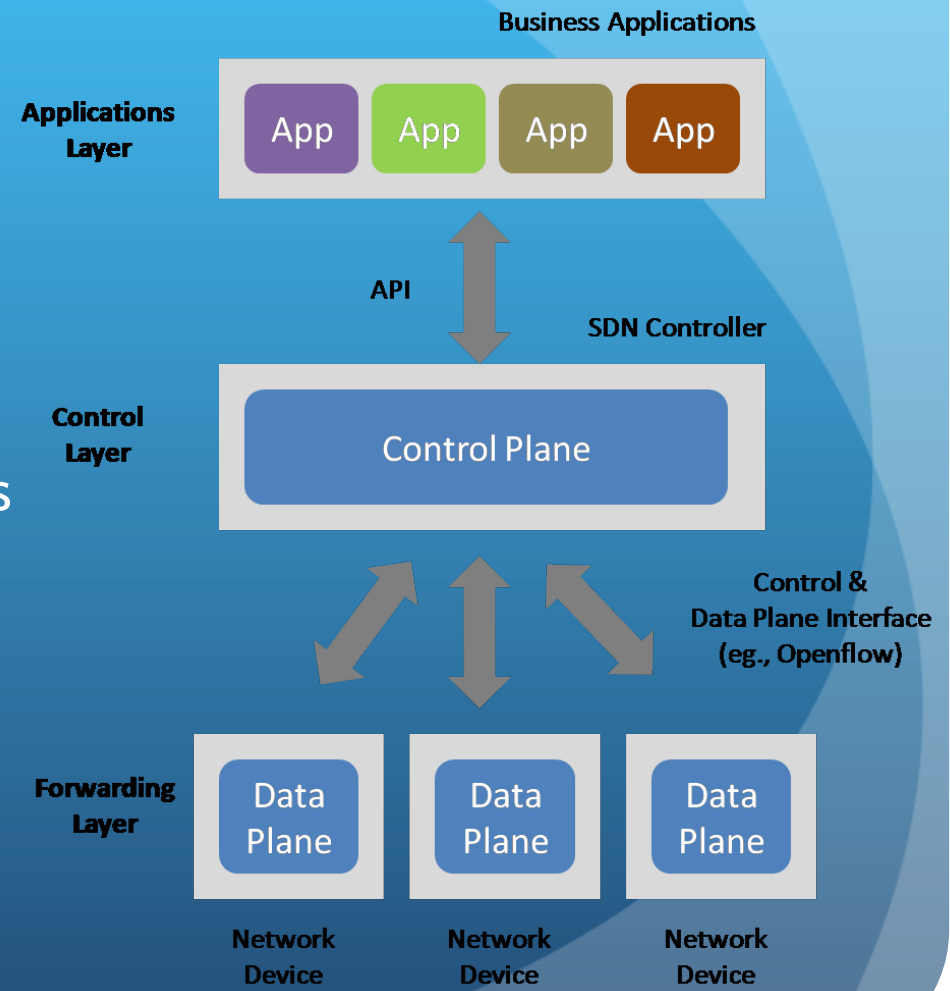 Business Applications
Applications
Layer
App App App App
API
SDN Controller
Control
Layer
Control Plane
s
Control &
Data Plane Interface
(eg., Openflow)
Forwarding
Layer
Data
Plane
Data
Plane
Data
Plane
Network
Device
Network
Device
Network
Device